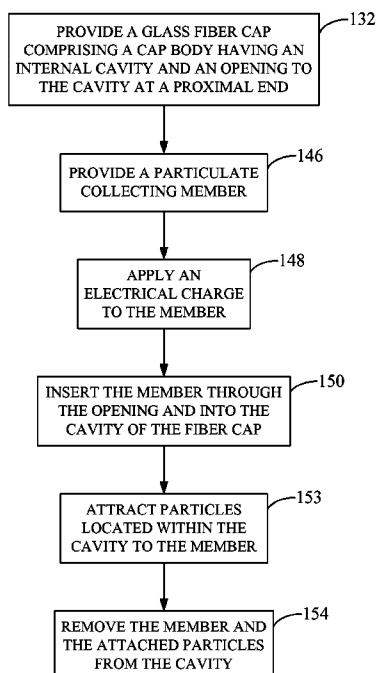 PROVIDE A GLASS FIBER CAP
COMPRISING A CAP BODY HAVING AN
INTERNAL CAVITY AND AN OPENING TO
THE CAVITY AT A PROXIMAL END
132
PROVIDE A PARTICULATE
COLLECTING MEMBER
146
APPLY AN
ELECTRICAL CHARGE
TO THE MEMBER
148
INSERT THE MEMBER THROUGH
THE OPENING AND INTO THE
CAVITY OF THE FIBER CAP
150
ATTRACT PARTICLES
LOCATED WITHIN THE
CAVITY TO THE MEMBER
153
REMOVE THE MEMBER AND
THE ATTACHED PARTICLES
FROM THE CAVITY
154